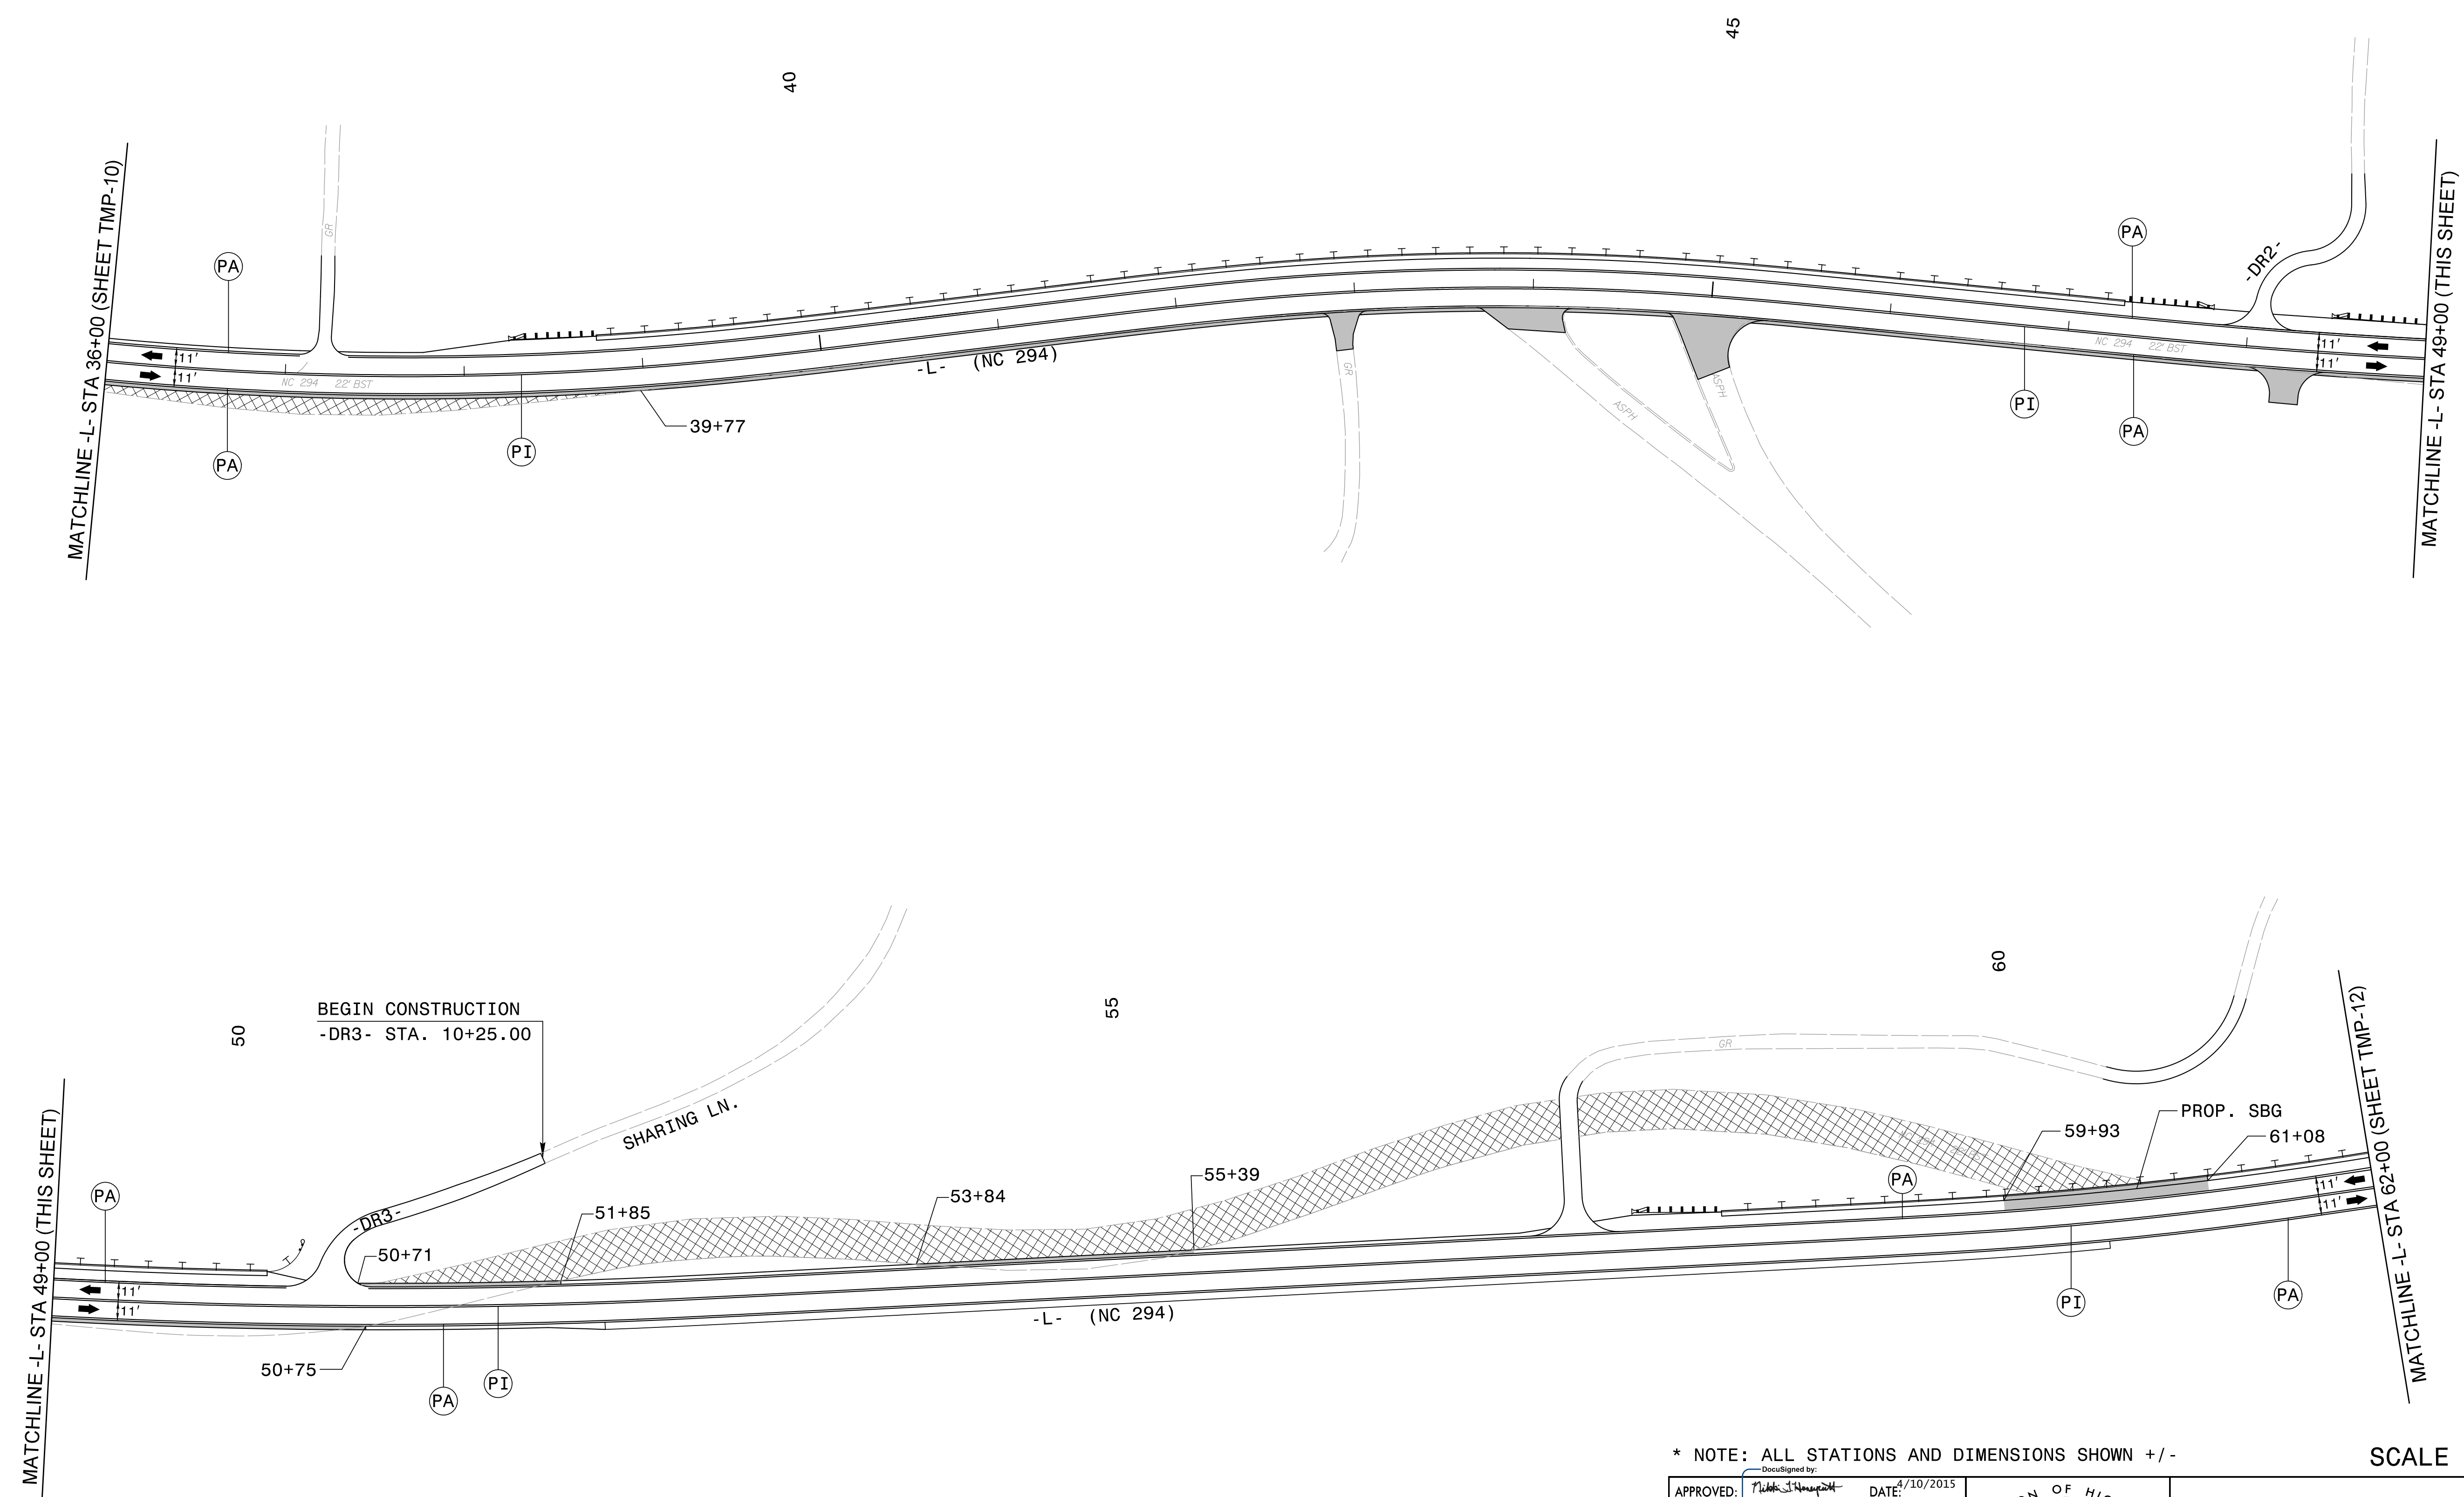 40
45
MATCHLINE -L- STA 36+00 (SHEET TMP-10)
GR
PA
PA
-DR2-
MATCHLINE -L- STA 49+00 (THIS SHEET)
11'
11'
NC 294 22' BST
PA
PI
39+77
-L- (NC 294)
GR
ASPH
ASPH
NC 294 22' BST
11'
11'
PI
PA
50
55
60
BEGIN CONSTRUCTION
-DR3- STA. 10+25.00
SHARING LN.
GR
MATCHLINE -L- STA 49+00 (THIS SHEET)
PA
-DR3-
50+71
51+85
53+84
55+39
PA
59+93
PROP. SBG
61+08
MATCHLINE -L- STA 62+00 (SHEET TMP-12)
11'
11'
11'
11'
50+75
PA
PI
-L- (NC 294)
PI
PA
* NOTE: ALL STATIONS AND DIMENSIONS SHOWN +/-
SCALE
DocuSigned by:
APPROVED:
DATE: 4/10/2015
OF